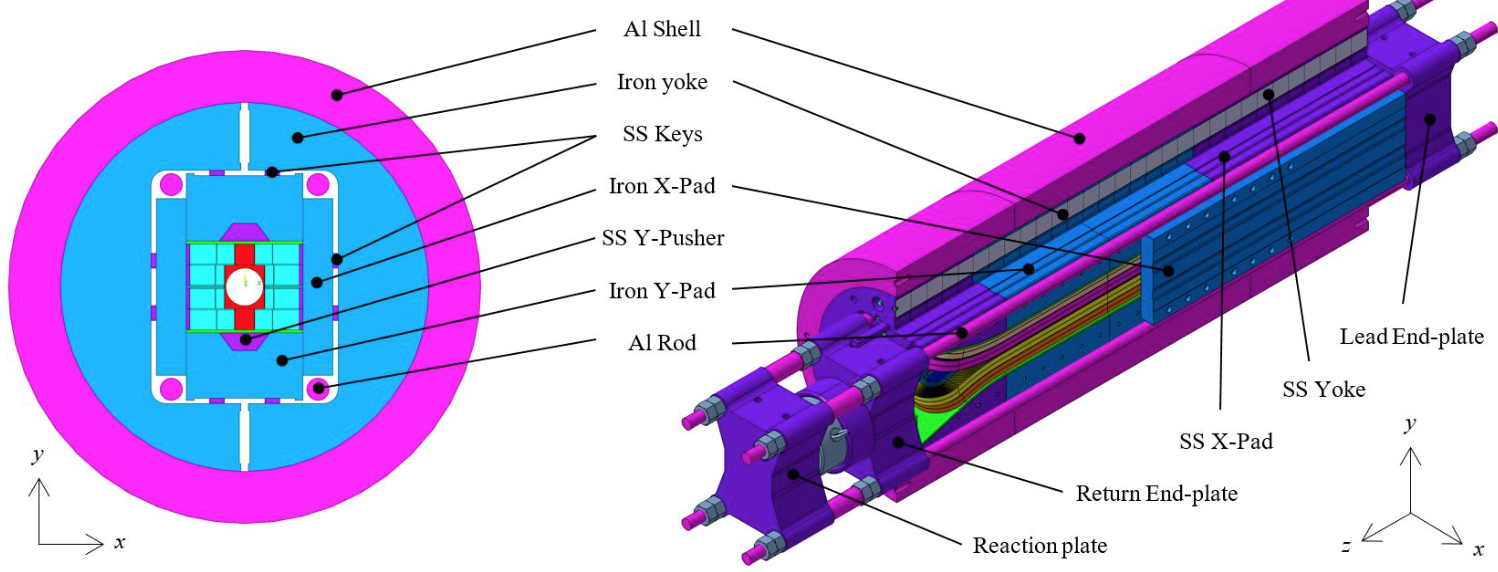 Al Shell
Iron yoke
SS Keys
Iron X-Pad
SS Y-Pusher
Iron Y-Pad
Al Rod
Lead End-plate
SS Yoke
SS X-Pad
Return End-plate
Reaction plate
y
x
y
z
x